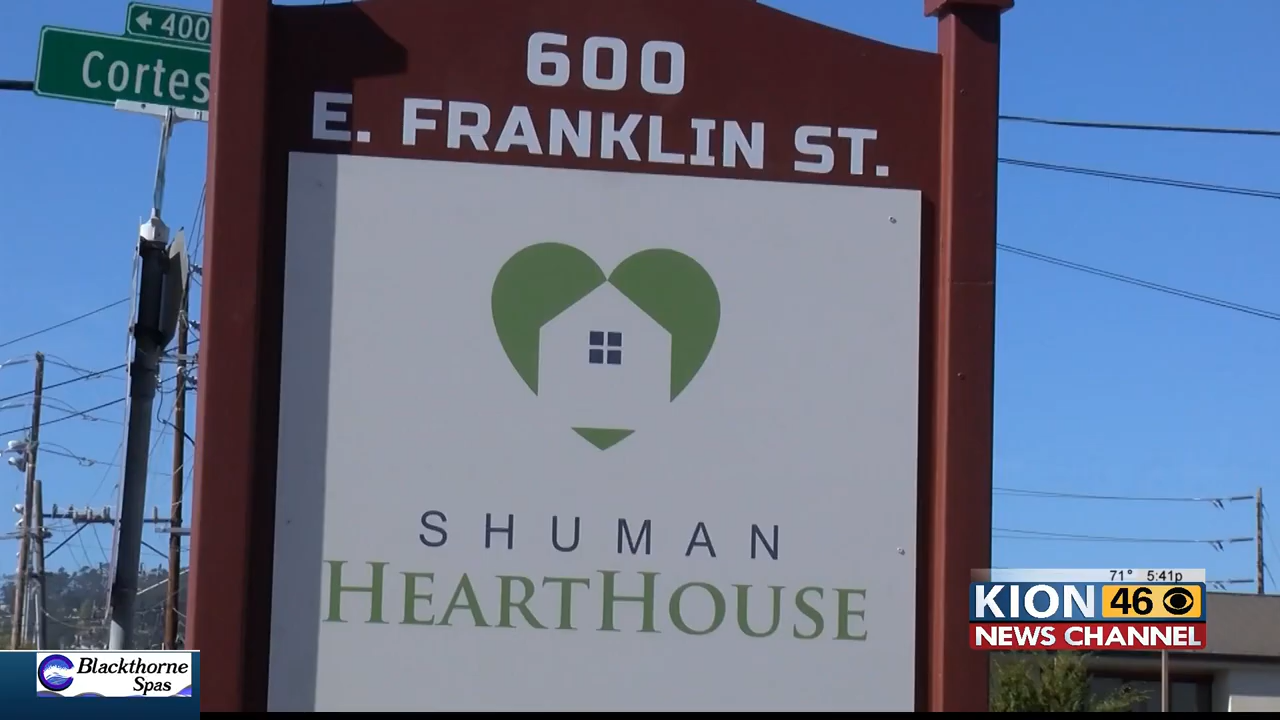 400
Cortes
600
E. FRANKLIN ST.
SHUMAN
HEARTHOUSE
71° 5:41p
KION 46
NEWS CHANNEL
Blackthorne
Spas